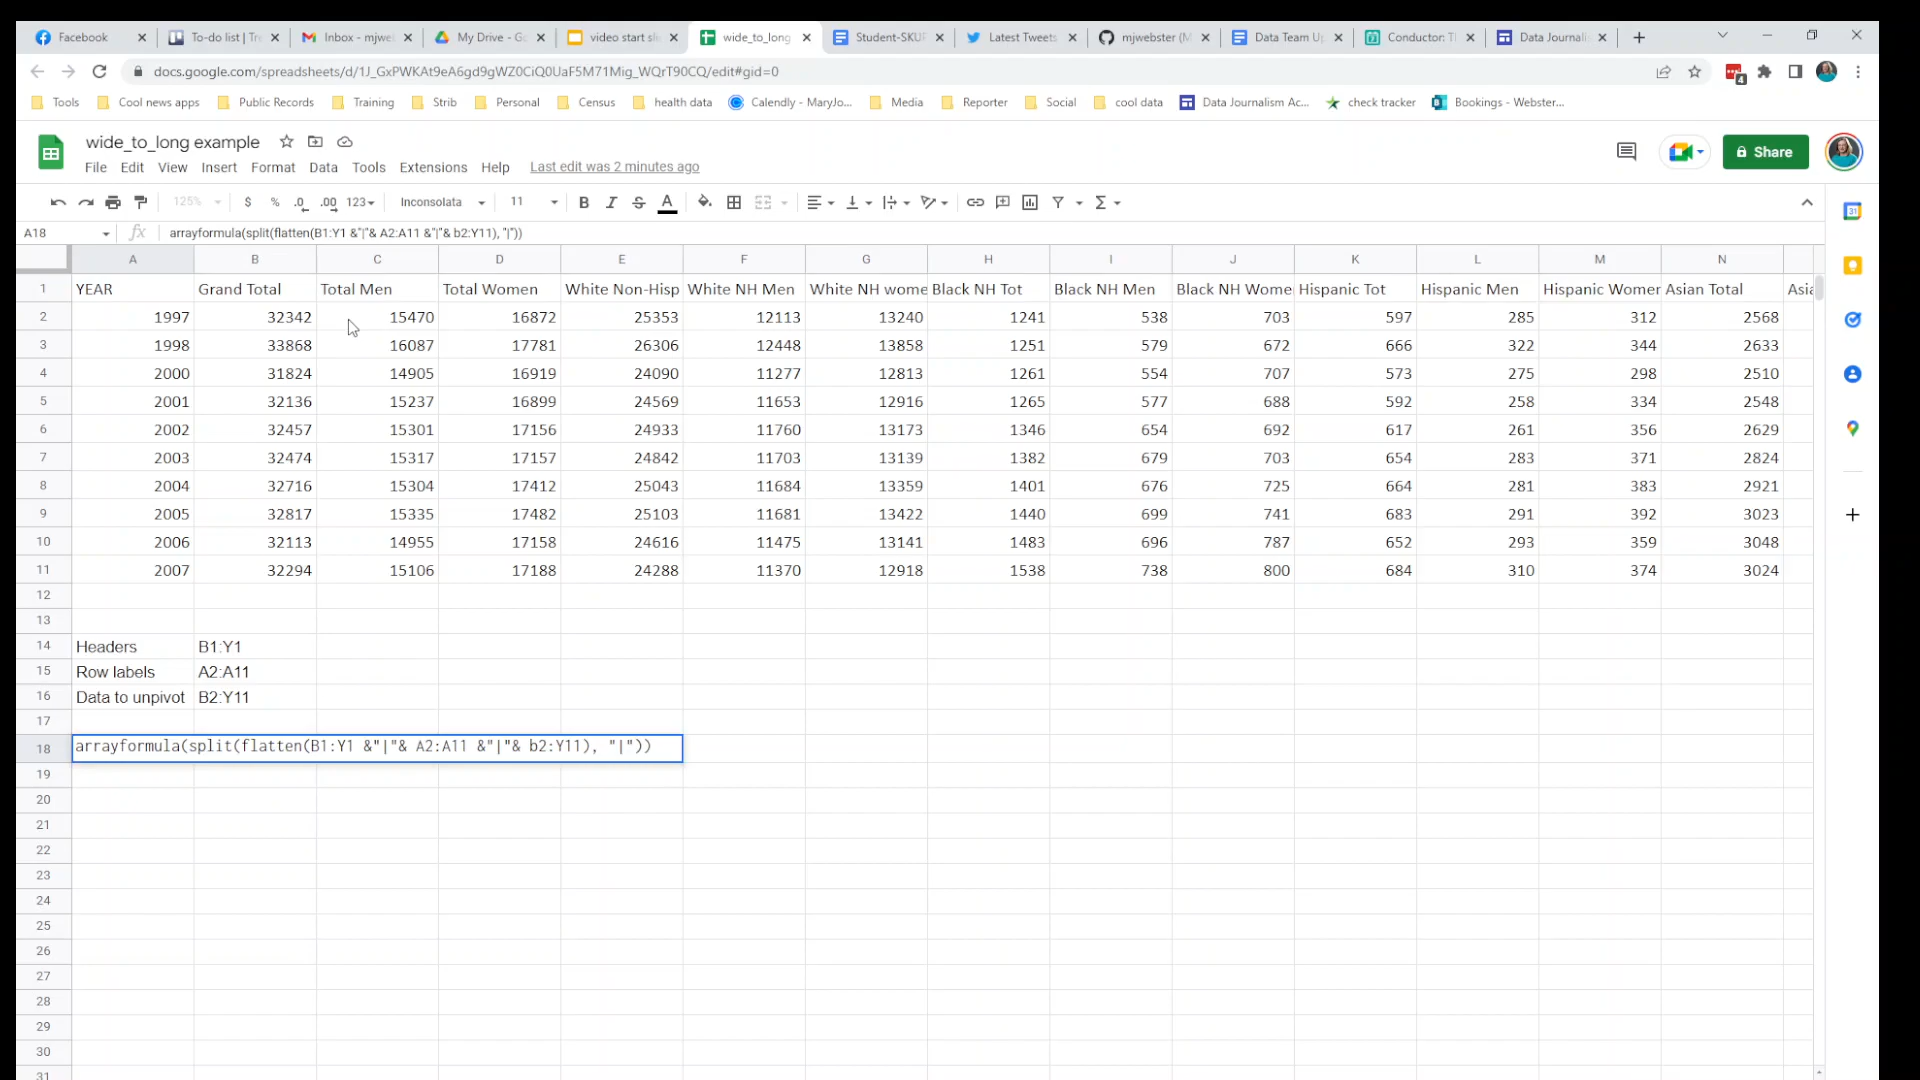 Facebook To-do list | Tre Inbox - mjwe My Drive - Go video start sli wide_to_long Student-SKUP Latest Tweets mjwebster (M Data Team Up Conductor: T Data Journali
docs.google.com/spreadsheets/d/1J_GxPWKAt9eA6gd9gWZ0CiQ0UaF5M71Mig_WQrT90CQ/edit#gid=0
4
Tools Cool news apps Public Records Training Strib Personal Census health data Calendly - MaryJo... Media Reporter Social cool data Data Journalism Ac... check tracker Bookings - Webster...
wide_to_long example
File Edit View Insert Format Data Tools Extensions Help Last edit was 2 minutes ago
Share
125% $ % .0 .00 123 Inconsolata 11 B I S A Σ
31
A18 fx arrayformula(split(flatten(B1:Y1 &"|"& A2:A11 &"|"& b2:Y11), "|"))
A B C D E F G H I J K L M N
1 YEAR Grand Total Total Men Total Women White Non-Hisp White NH Men White NH wome Black NH Tot Black NH Men Black NH Wome Hispanic Tot Hispanic Men Hispanic Womer Asian Total Asia
2 1997 32342 15470 16872 25353 12113 13240 1241 538 703 597 285 312 2568
3 1998 33868 16087 17781 26306 12448 13858 1251 579 672 666 322 344 2633
4 2000 31824 14905 16919 24090 11277 12813 1261 554 707 573 275 298 2510
5 2001 32136 15237 16899 24569 11653 12916 1265 577 688 592 258 334 2548
6 2002 32457 15301 17156 24933 11760 13173 1346 654 692 617 261 356 2629
7 2003 32474 15317 17157 24842 11703 13139 1382 679 703 654 283 371 2824
8 2004 32716 15304 17412 25043 11684 13359 1401 676 725 664 281 383 2921
9 2005 32817 15335 17482 25103 11681 13422 1440 699 741 683 291 392 3023
10 2006 32113 14955 17158 24616 11475 13141 1483 696 787 652 293 359 3048
11 2007 32294 15106 17188 24288 11370 12918 1538 738 800 684 310 374 3024
12
13
14 Headers B1:Y1
15 Row labels A2:A11
16 Data to unpivot B2:Y11
17
18 arrayformula(split(flatten(B1:Y1 &"|"& A2:A11 &"|"& b2:Y11), "|"))
19
20
21
22
23
24
25
26
27
28
29
30
31